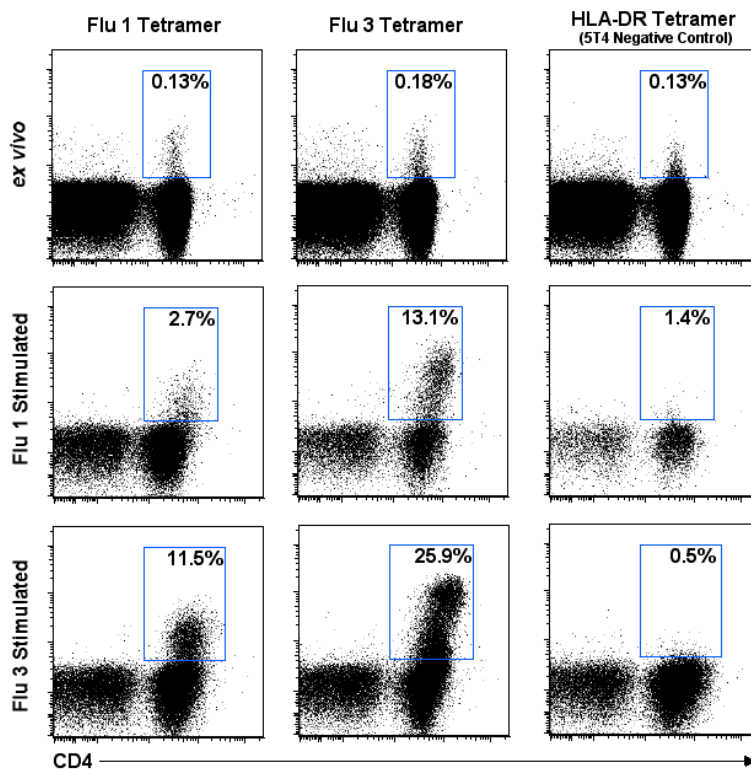 Flu 1 Tetramer
Flu 3 Tetramer
HLA-DR Tetramer
(5T4 Negative Control)
ex vivo
0.13%
0.18%
0.13%
Flu 1 Stimulated
2.7%
13.1%
1.4%
Flu 3 Stimulated
11.5%
25.9%
0.5%
CD4